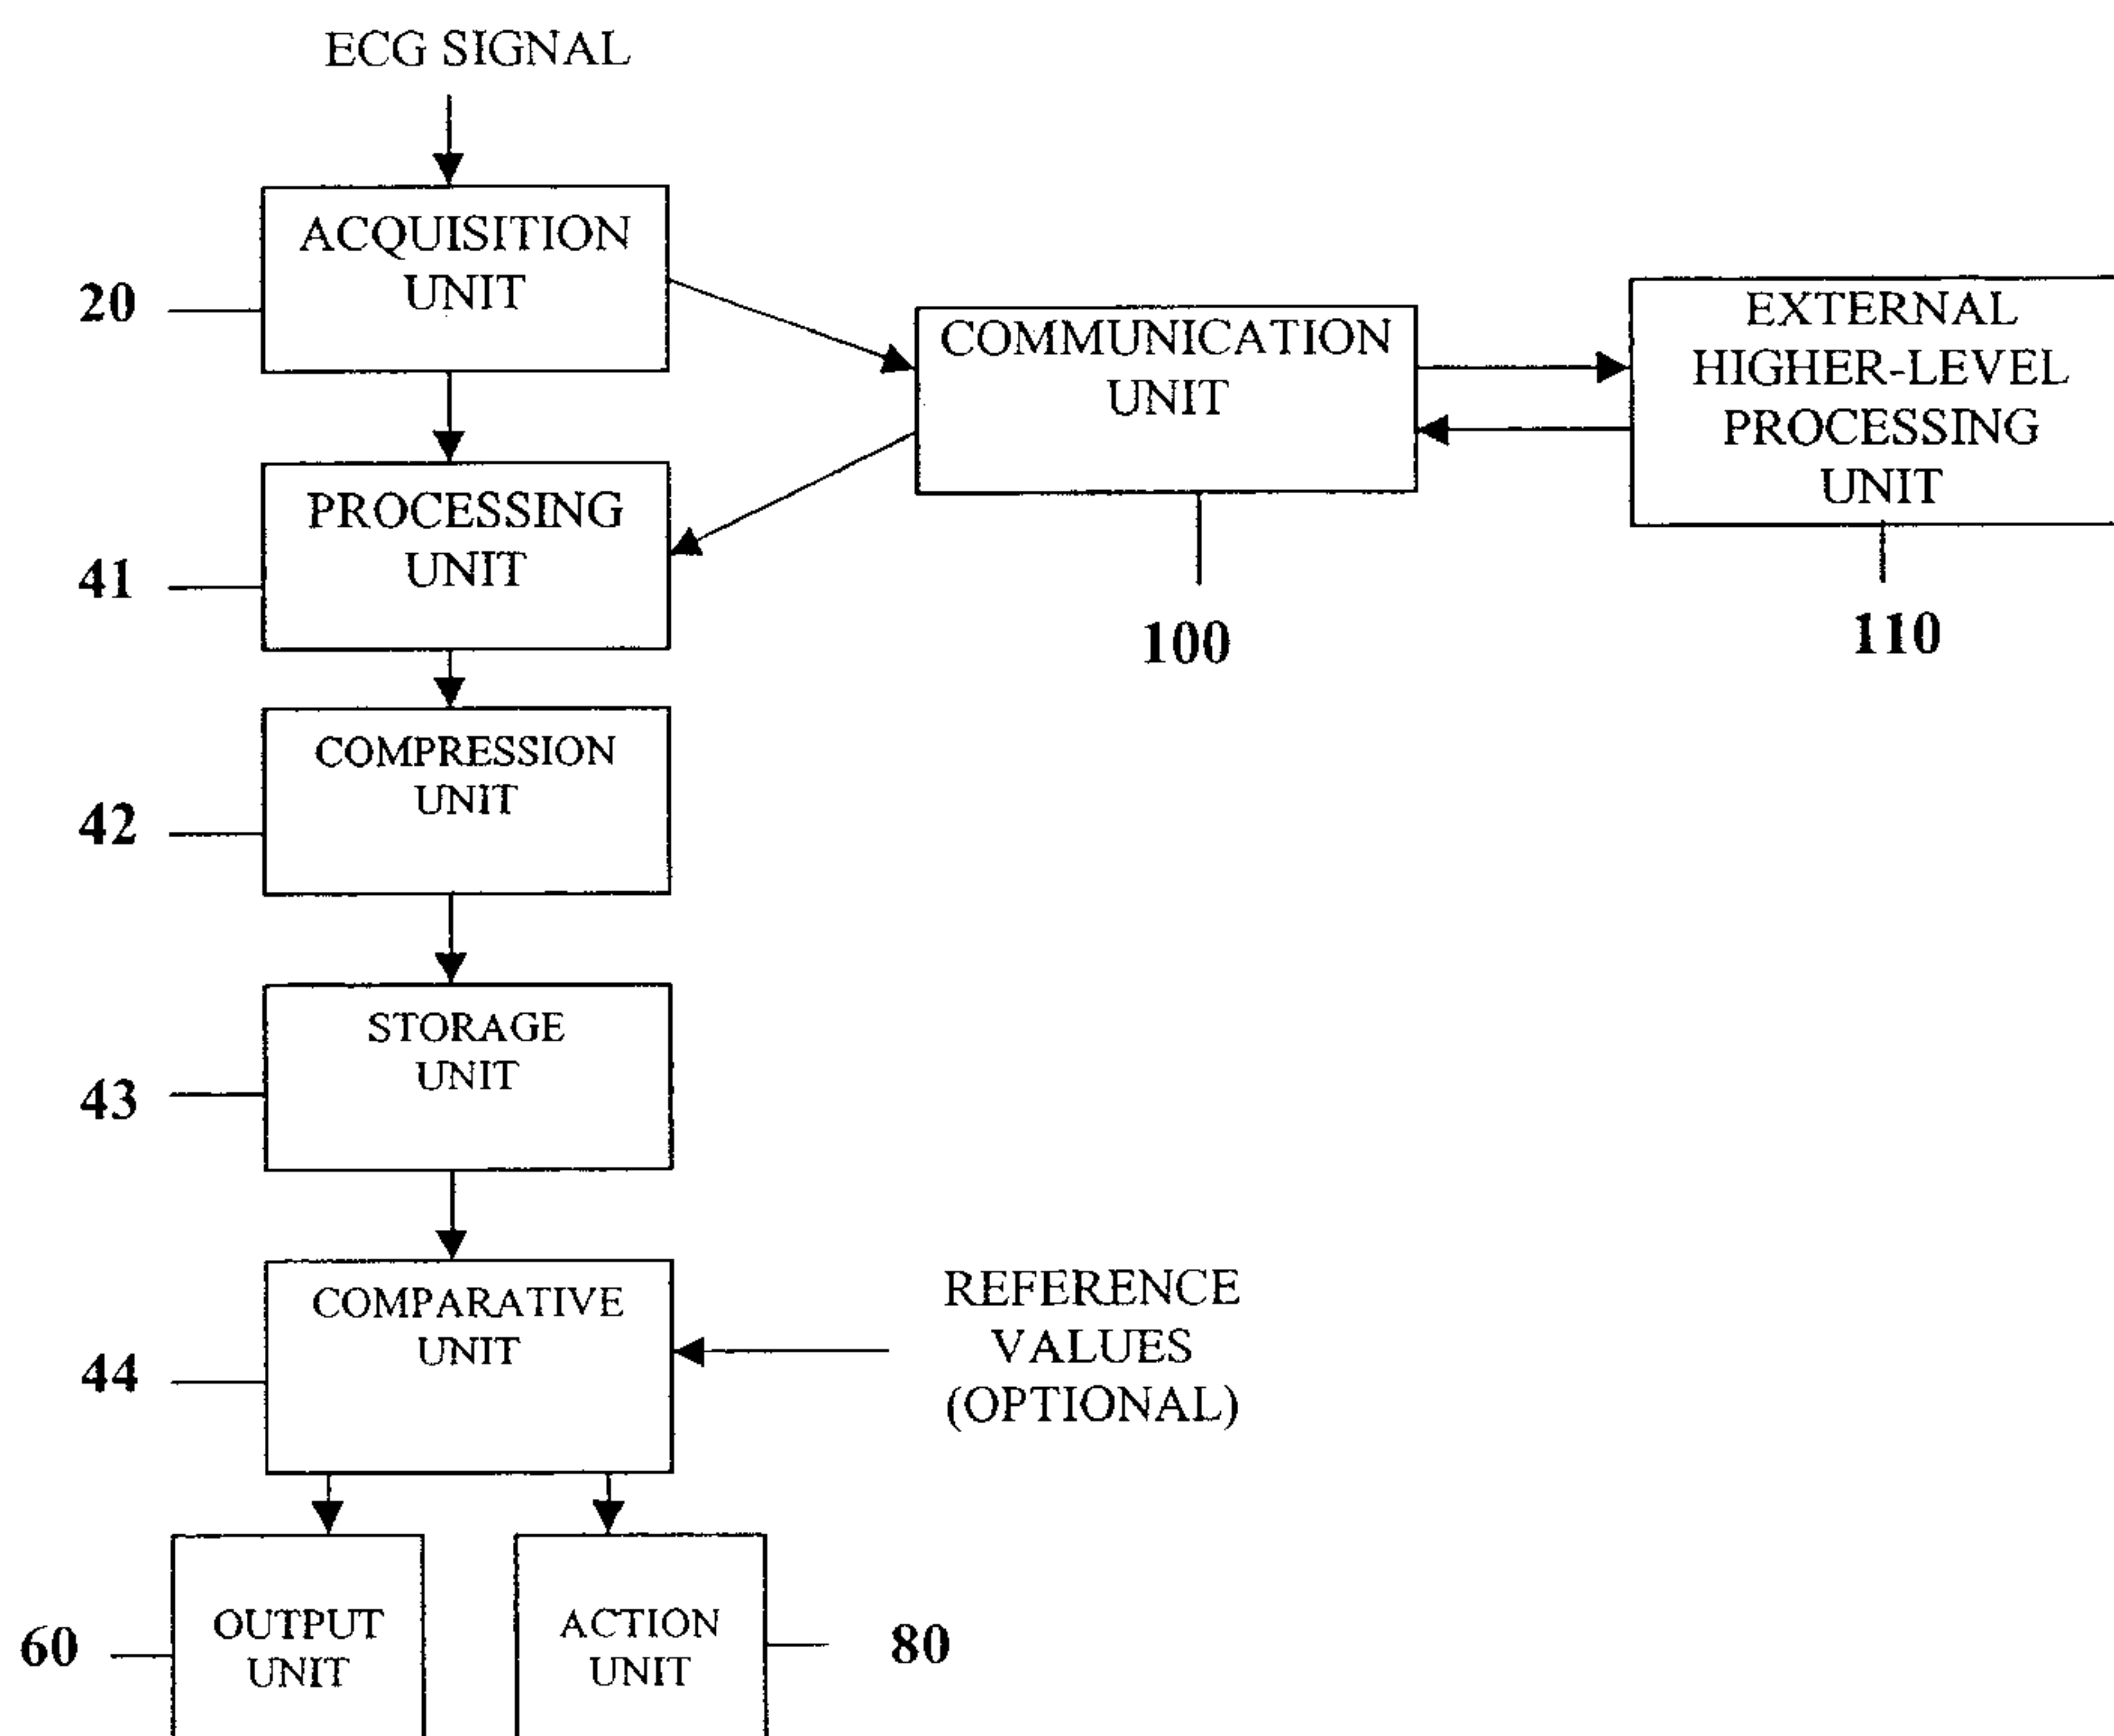 ECG SIGNAL
ACQUISITION
UNIT
20
COMMUNICATION
UNIT
100
EXTERNAL
HIGHER-LEVEL
PROCESSING
UNIT
110
PROCESSING
UNIT
41
COMPRESSION
UNIT
42
STORAGE
UNIT
43
COMPARATIVE
UNIT
44
REFERENCE
VALUES
(OPTIONAL)
60
OUTPUT
UNIT
ACTION
UNIT
80